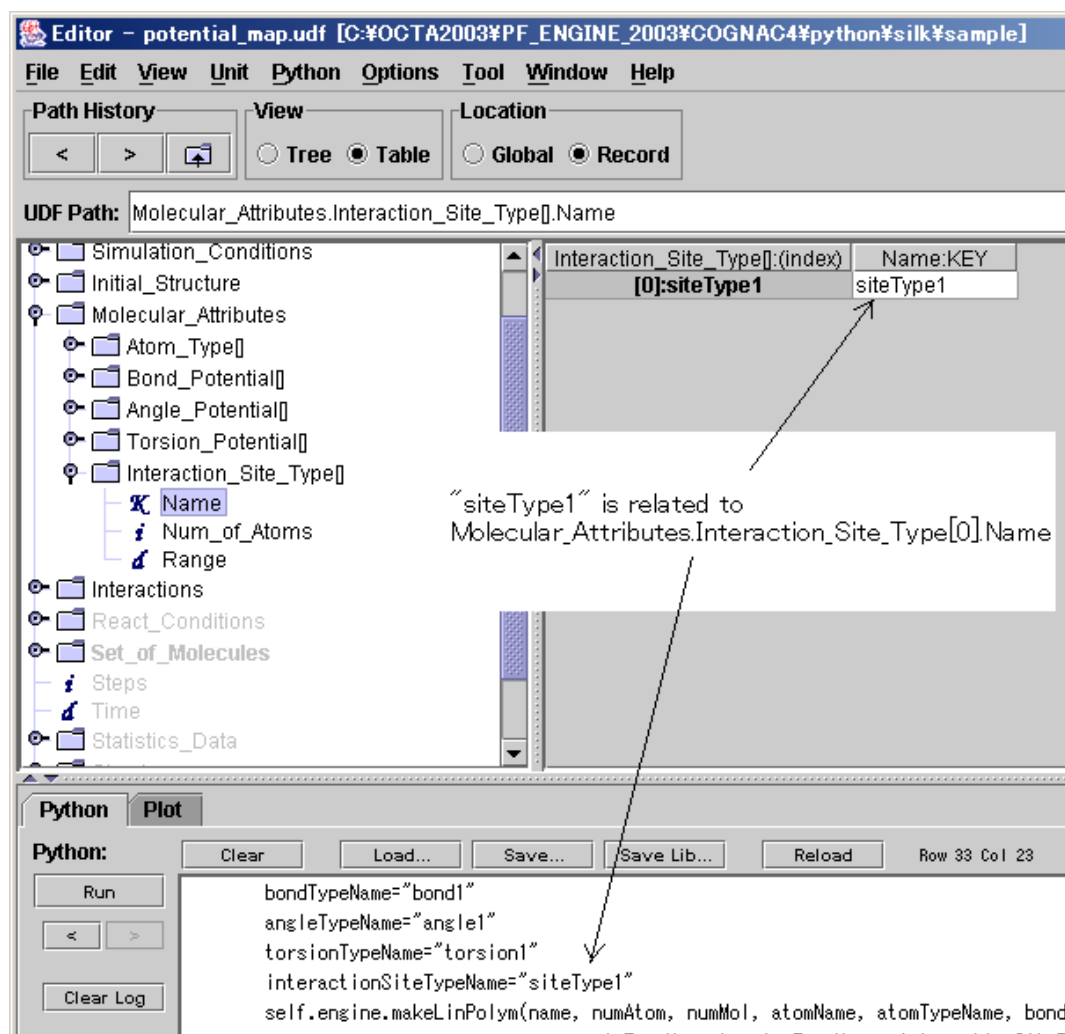 Editor - potential_map.udf [C:¥OCTA2003¥PF_ENGINE_2003¥COGNAC4¥python¥silk¥sample]
File Edit View Unit Python Options Tool Window Help
Path History View Location
< > Tree Table Global Record
UDF Path: Molecular_Attributes.Interaction_Site_Type[].Name
Simulation_Conditions
Initial_Structure
Molecular_Attributes
Atom_Type[]
Bond_Potential[]
Angle_Potential[]
Torsion_Potential[]
Interaction_Site_Type[]
K Name
i Num_of_Atoms
d Range
Interactions
React_Conditions
Set_of_Molecules
i Steps
d Time
Statistics_Data
Interaction_Site_Type[]:(index) Name:KEY
[0]:siteType1 siteType1
"siteType1" is related to
Molecular_Attributes.Interaction_Site_Type[0].Name
Python Plot
Python: Clear Load... Save... Save Lib... Reload Row 33 Col 23
Run
< >
Clear Log
bondTypeName="bond1"
angleTypeName="angle1"
torsionTypeName="torsion1"
interactionSiteTypeName="siteType1"
self.engine.makeLinPolym(name, numAtom, numMol, atomName, atomTypeName, bond